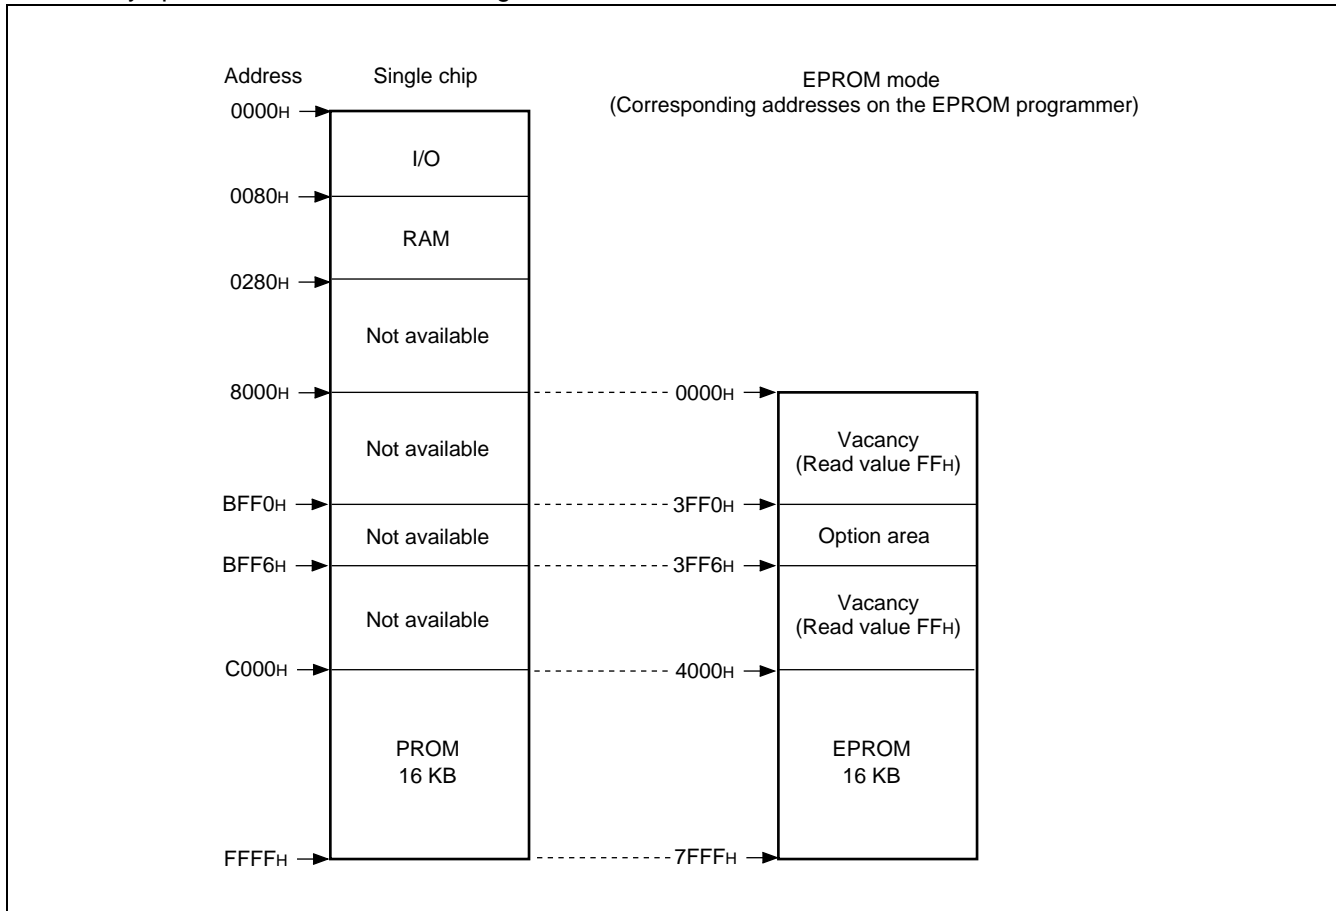 Address
Single chip
EPROM mode
(Corresponding addresses on the EPROM programmer)
0000H
I/O
0080H
RAM
0280H
Not available
8000H
0000H
Not available
Vacancy
(Read value FFH)
BFF0H
3FF0H
Not available
Option area
BFF6H
3FF6H
Not available
Vacancy
(Read value FFH)
C000H
4000H
PROM
16 KB
EPROM
16 KB
FFFFH
7FFFH